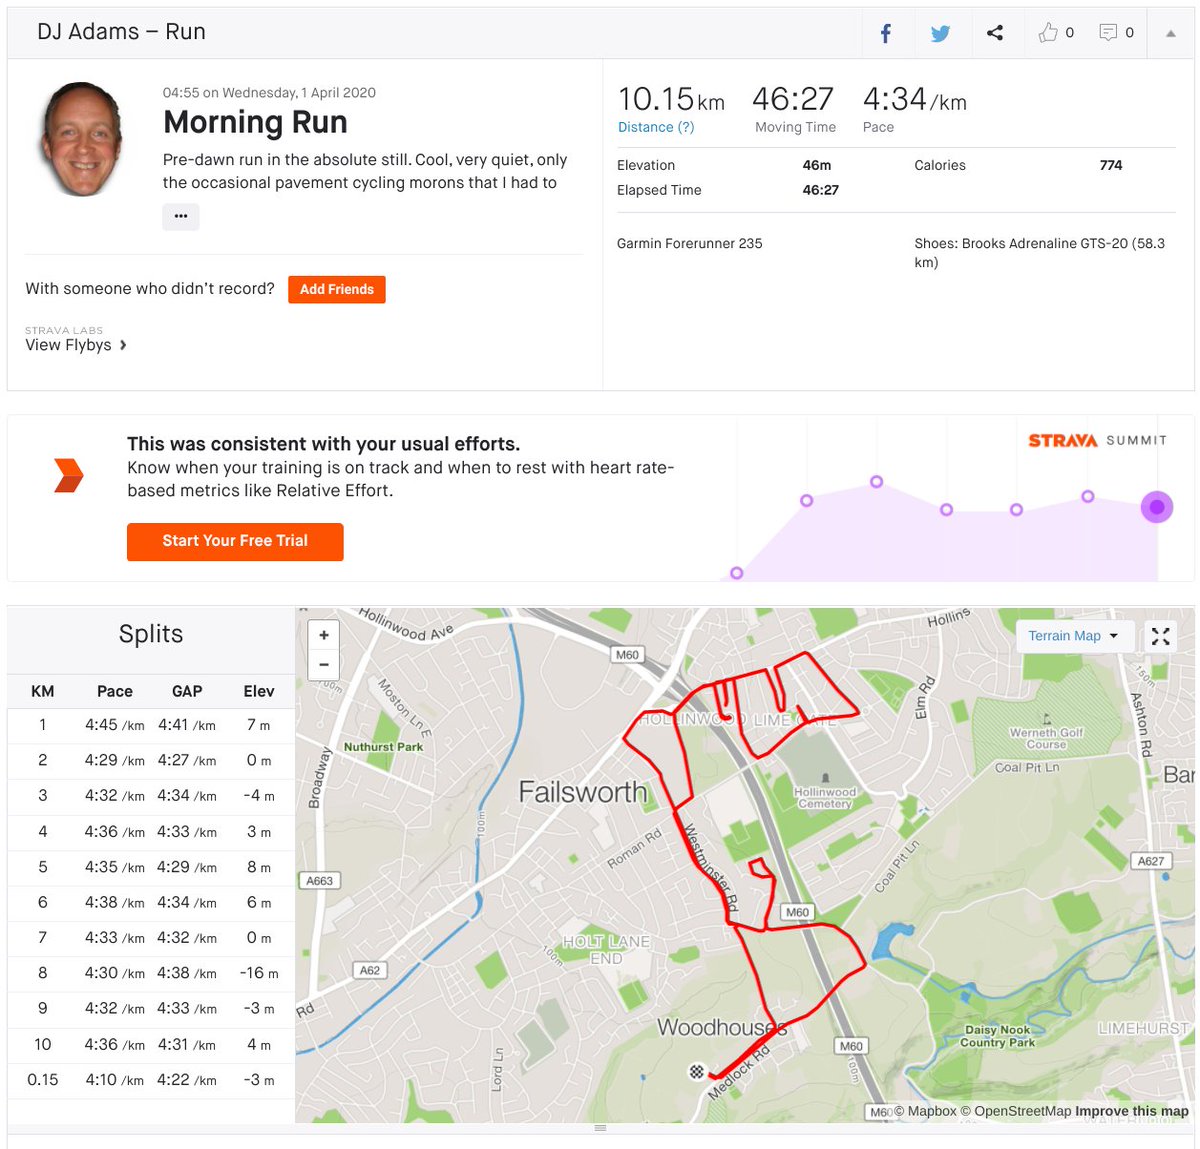 DJ Adams – Run
0
0
04:55 on Wednesday, 1 April 2020
Morning Run
Pre-dawn run in the absolute still. Cool, very quiet, only
the occasional pavement cycling morons that I had to
•••
With someone who didn't record?
Add Friends
STRAVA LABS
View Flybys
10.15 km
46:27
4:34/km
Distance (?)
Moving Time
Pace
Elevation 46m Calories 774
Elapsed Time 46:27
Garmin Forerunner 235
Shoes: Brooks Adrenaline GTS-20 (58.3
km)
This was consistent with your usual efforts.
Know when your training is on track and when to rest with heart rate-
based metrics like Relative Effort.
Start Your Free Trial
STRAVA SUMMIT
Splits
KM Pace GAP Elev
1 4:45 /km 4:41 /km 7 m
2 4:29 /km 4:27 /km 0 m
3 4:32 /km 4:34 /km -4 m
4 4:36 /km 4:33 /km 3 m
5 4:35 /km 4:29 /km 8 m
6 4:38 /km 4:34 /km 6 m
7 4:33 /km 4:32 /km 0 m
8 4:30 /km 4:38 /km -16 m
9 4:32 /km 4:33 /km -3 m
10 4:36 /km 4:31 /km 4 m
0.15 4:10 /km 4:22 /km -3 m
+
−
Terrain Map
Hollinwood Ave
Hollins
M60
100m
Moston Ln E
Nuthurst Park
Broadway
HOLLINWOOD
LIME GATE
Elm Rd
150m
Ashton Rd
Werneth Golf
Course
Coal Pit Ln
Bar
Failsworth
Hollinwood
Cemetery
100m
Roman Rd
Westminster Rd
Coal Pit Ln
A627
A663
M60
HOLT LANE
END
100m
A62
Rd
Woodhouses
Medlock Rd
Lord Ln
M60
100m
Daisy Nook
Country Park
LIMEHURST
M60
© Mapbox © OpenStreetMap Improve this map